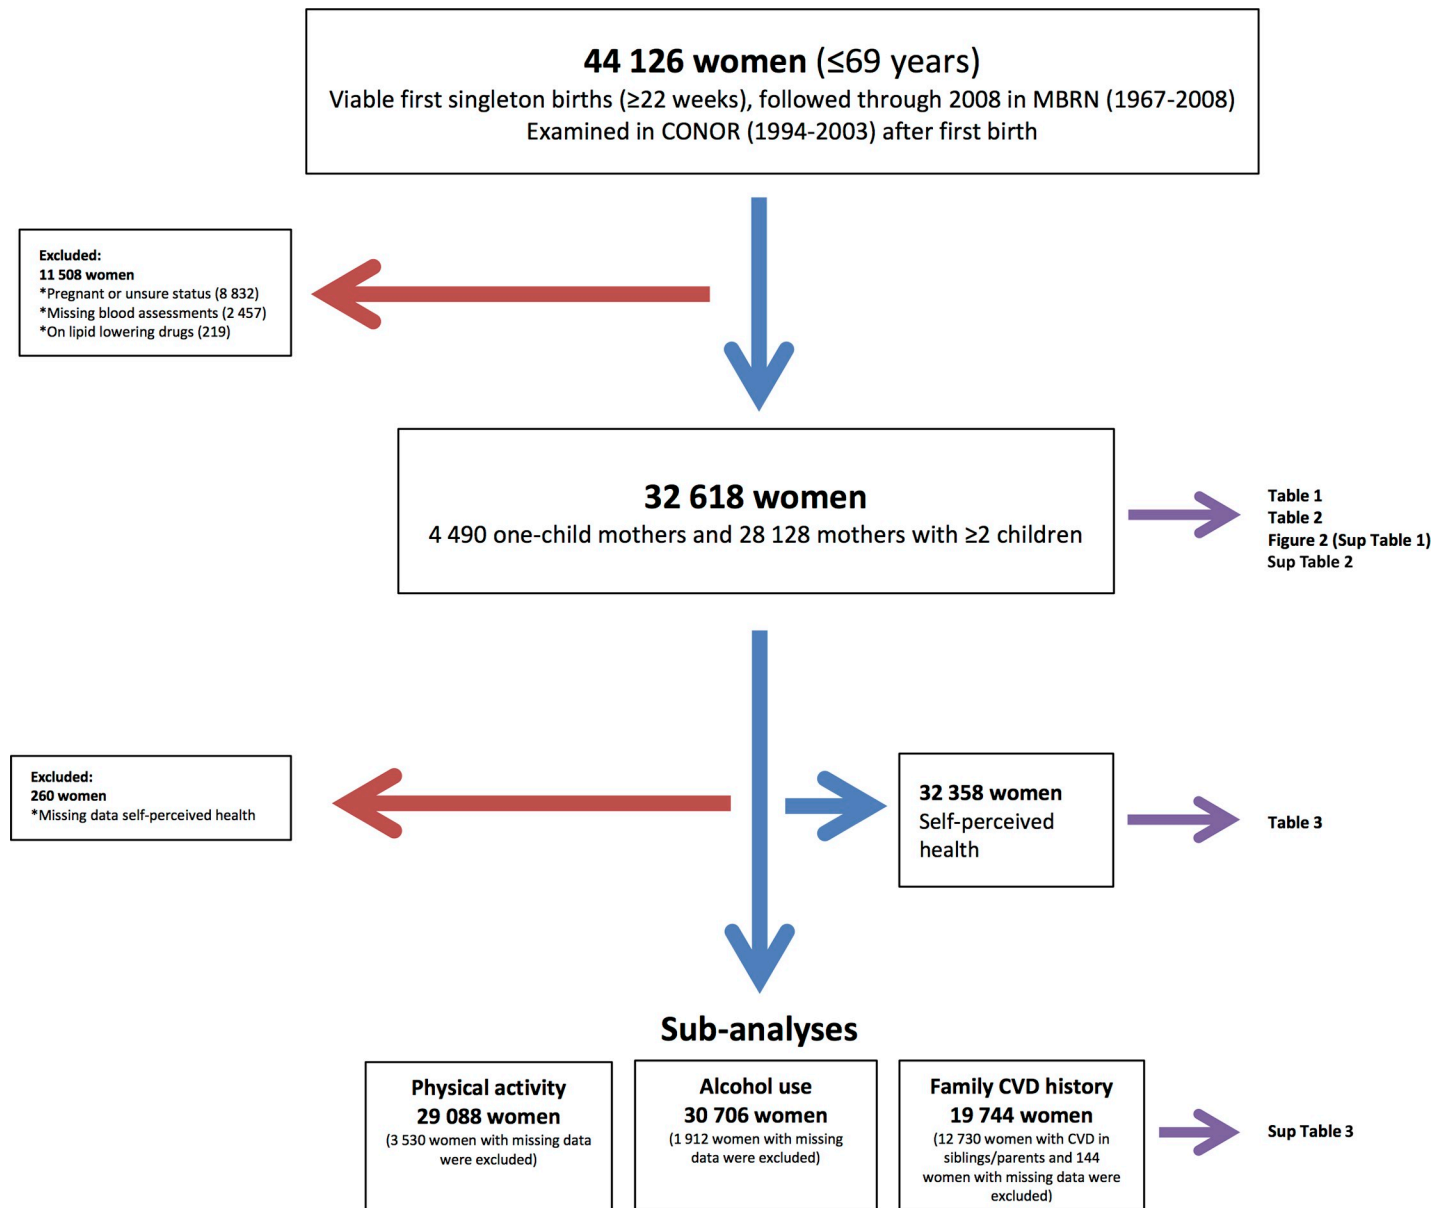 44 126 women (≤69 years)
Viable first singleton births (≥22 weeks), followed through 2008 in MBRN (1967-2008)
Examined in CONOR (1994-2003) after first birth
Excluded:
11 508 women
*Pregnant or unsure status (8 832)
*Missing blood assessments (2 457)
*On lipid lowering drugs (219)
32 618 women
4 490 one-child mothers and 28 128 mothers with ≥2 children
Table 1
Table 2
Figure 2 (Sup Table 1)
Sup Table 2
Excluded:
260 women
*Missing data self-perceived health
32 358 women
Self-perceived
health
Table 3
Sub-analyses
Physical activity
29 088 women
(3 530 women with missing data
were excluded)
Alcohol use
30 706 women
(1 912 women with missing
data were excluded)
Family CVD history
19 744 women
(12 730 women with CVD in
siblings/parents and 144
women with missing data were
excluded)
Sup Table 3